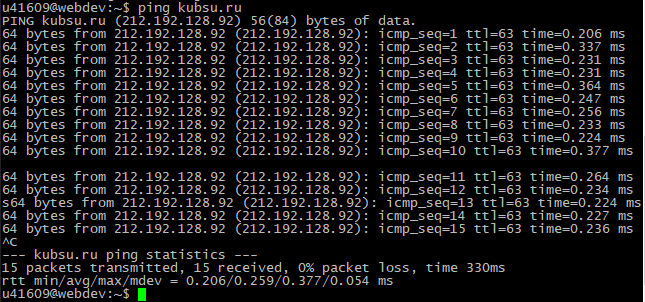 u41609@webdev:~$ ping kubsu.ru
PING kubsu.ru (212.192.128.92) 56(84) bytes of data.
64 bytes from 212.192.128.92 (212.192.128.92): icmp_seq=1 ttl=63 time=0.206 ms
64 bytes from 212.192.128.92 (212.192.128.92): icmp_seq=2 ttl=63 time=0.337 ms
64 bytes from 212.192.128.92 (212.192.128.92): icmp_seq=3 ttl=63 time=0.231 ms
64 bytes from 212.192.128.92 (212.192.128.92): icmp_seq=4 ttl=63 time=0.231 ms
64 bytes from 212.192.128.92 (212.192.128.92): icmp_seq=5 ttl=63 time=0.364 ms
64 bytes from 212.192.128.92 (212.192.128.92): icmp_seq=6 ttl=63 time=0.247 ms
64 bytes from 212.192.128.92 (212.192.128.92): icmp_seq=7 ttl=63 time=0.256 ms
64 bytes from 212.192.128.92 (212.192.128.92): icmp_seq=8 ttl=63 time=0.233 ms
64 bytes from 212.192.128.92 (212.192.128.92): icmp_seq=9 ttl=63 time=0.224 ms
64 bytes from 212.192.128.92 (212.192.128.92): icmp_seq=10 ttl=63 time=0.377 ms
64 bytes from 212.192.128.92 (212.192.128.92): icmp_seq=11 ttl=63 time=0.264 ms
64 bytes from 212.192.128.92 (212.192.128.92): icmp_seq=12 ttl=63 time=0.234 ms
s64 bytes from 212.192.128.92 (212.192.128.92): icmp_seq=13 ttl=63 time=0.224 ms
64 bytes from 212.192.128.92 (212.192.128.92): icmp_seq=14 ttl=63 time=0.227 ms
64 bytes from 212.192.128.92 (212.192.128.92): icmp_seq=15 ttl=63 time=0.236 ms
^C
--- kubsu.ru ping statistics ---
15 packets transmitted, 15 received, 0% packet loss, time 330ms
rtt min/avg/max/mdev = 0.206/0.259/0.377/0.054 ms
u41609@webdev:~$